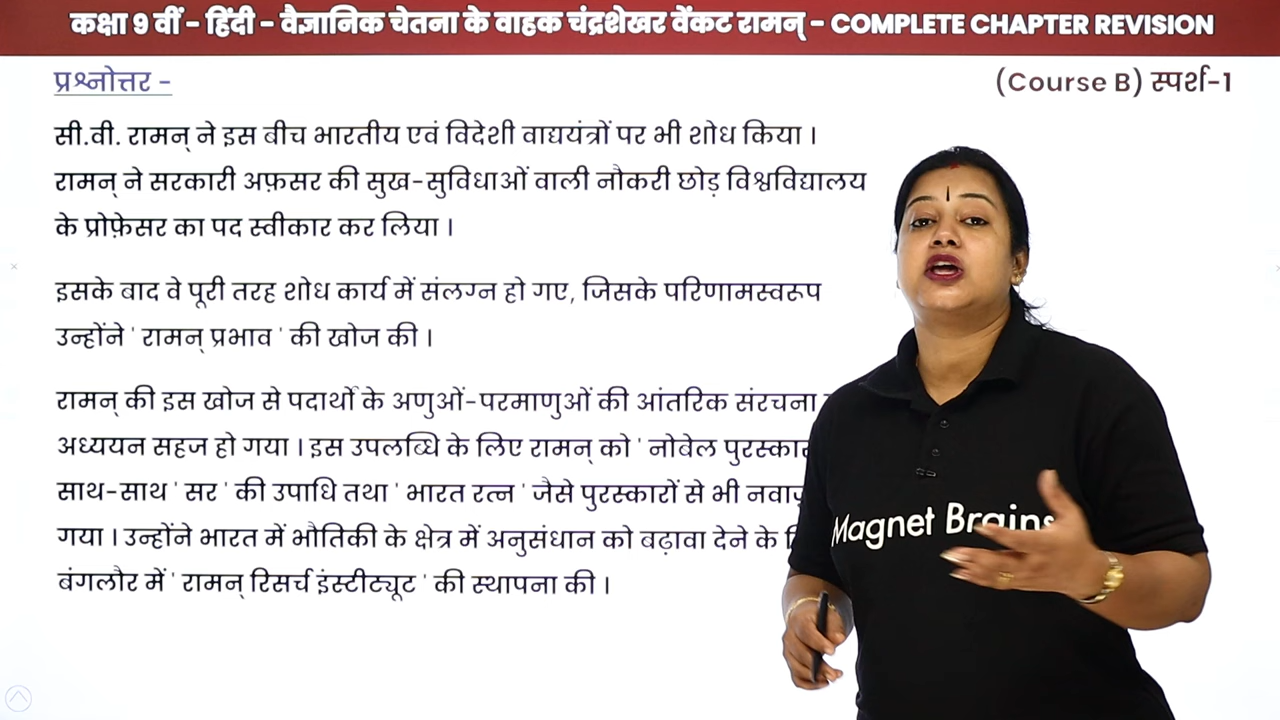 कक्षा 9 वीं - हिंदी - वैज्ञानिक चेतना के वाहक चंद्रशेखर वेंकट रामन् - COMPLETE CHAPTER REVISION
प्रश्नोत्तर -
(Course B) स्पर्श-1
सी.वी. रामन् ने इस बीच भारतीय एवं विदेशी वाद्ययंत्रों पर भी शोध किया ।
रामन् ने सरकारी अफ़सर की सुख-सुविधाओं वाली नौकरी छोड़ विश्वविद्यालय
के प्रोफ़ेसर का पद स्वीकार कर लिया ।
इसके बाद वे पूरी तरह शोध कार्य में संलग्न हो गए, जिसके परिणामस्वरूप
उन्होंने ' रामन् प्रभाव ' की खोज की ।
रामन् की इस खोज से पदार्थों के अणुओं-परमाणुओं की आंतरिक संरचना
अध्ययन सहज हो गया । इस उपलब्धि के लिए रामन् को ' नोबेल पुरस्कार
साथ-साथ ' सर ' की उपाधि तथा ' भारत रत्न ' जैसे पुरस्कारों से भी
गया । उन्होंने भारत में भौतिकी के क्षेत्र में अनुसंधान को बढ़ावा देने के
बंगलौर में ' रामन् रिसर्च इंस्टीट्यूट ' की स्थापना की ।
Magnet Brains